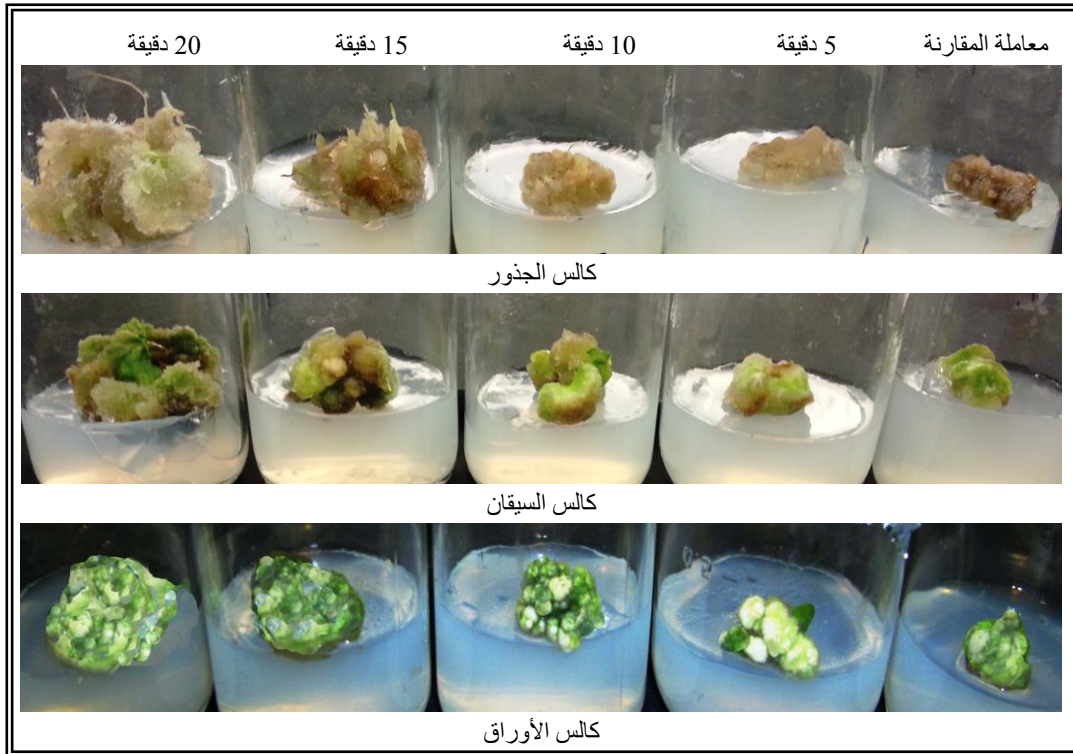 معاملة المقارنة 5 دقيقة 10 دقيقة 15 دقيقة 20 دقيقة
كالس الجذور
كالس السيقان
كالس الأوراق